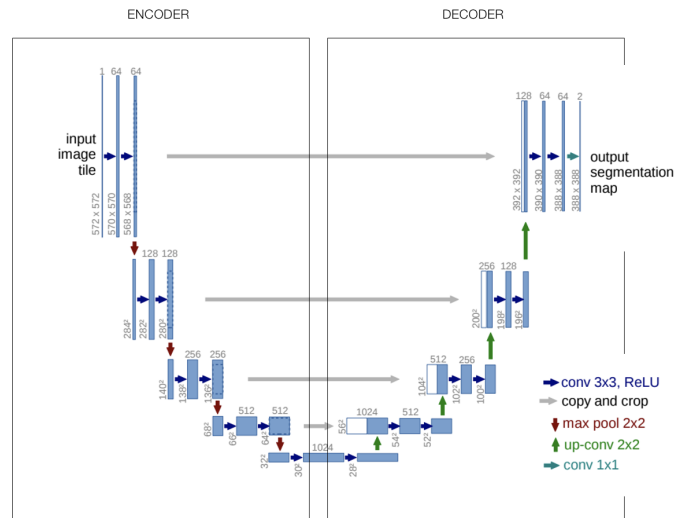 ENCODER
DECODER
1 64 64
128 64 64 2
input
image
tile
output
segmentation
map
572 x 572
570 x 570
568 x 568
392 x 392
390 x 390
388 x 388
388 x 388
128 128
256 128
284²
282²
280²
200²
198²
196²
256 256
512 256
140²
138²
136²
104²
102²
100²
512 512
1024 512
68²
66²
64²
56²
54²
52²
1024
32²
30²
28²
conv 3x3, ReLU
copy and crop
max pool 2x2
up-conv 2x2
conv 1x1